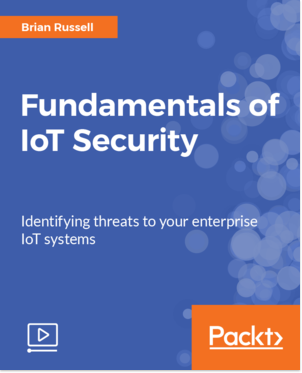 Brian Russell
Fundamentals of
IoT Security
Identifying threats to your enterprise
IoT systems
Packt>